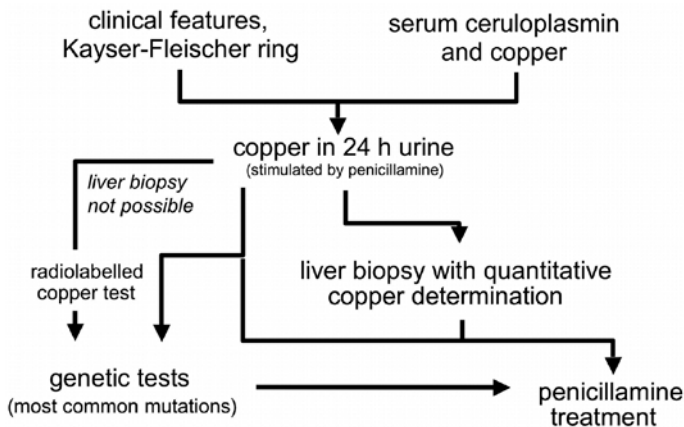 clinical features,
Kayser-Fleischer ring
serum ceruloplasmin
and copper
copper in 24 h urine
(stimulated by penicillamine)
liver biopsy
not possible
radiolabelled
copper test
liver biopsy with quantitative
copper determination
genetic tests
(most common mutations)
penicillamine
treatment